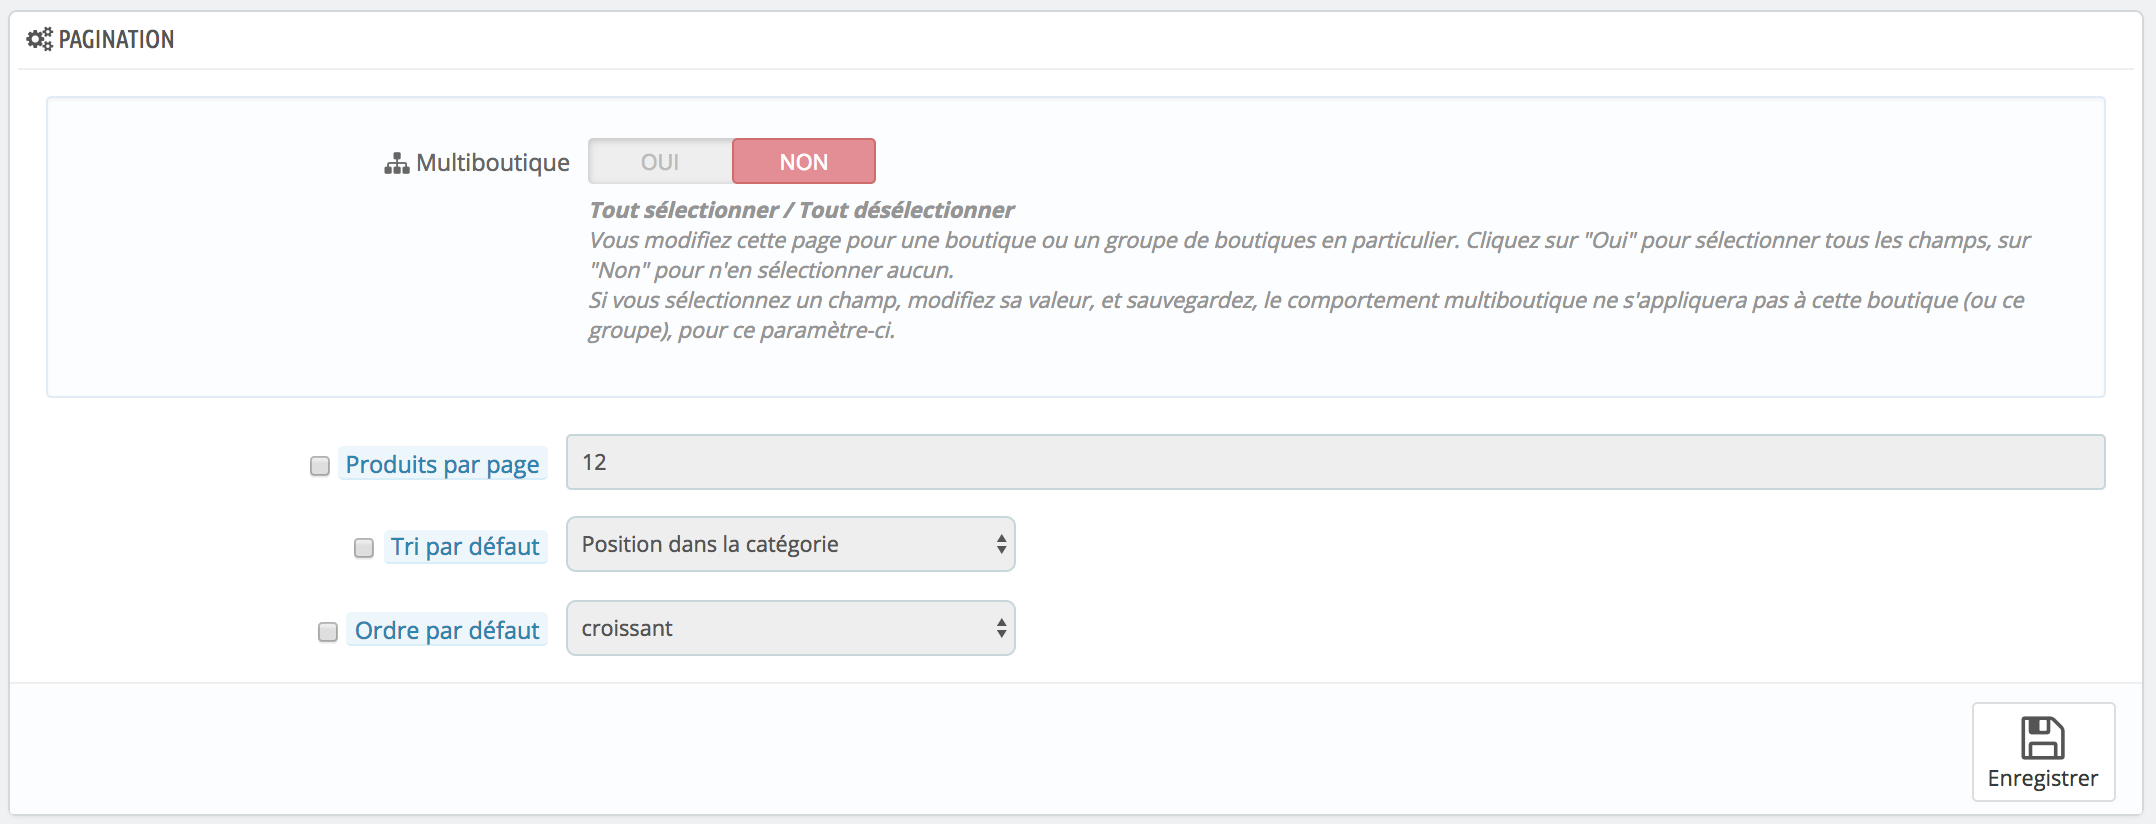 PAGINATION
Multiboutique OUI NON
Tout sélectionner / Tout désélectionner
Vous modifiez cette page pour une boutique ou un groupe de boutiques en particulier. Cliquez sur "Oui" pour sélectionner tous les champs, sur
"Non" pour n'en sélectionner aucun.
Si vous sélectionnez un champ, modifiez sa valeur, et sauvegardez, le comportement multiboutique ne s'appliquera pas à cette boutique (ou ce
groupe), pour ce paramètre-ci.
Produits par page 12
Tri par défaut Position dans la catégorie
Ordre par défaut croissant
Enregistrer